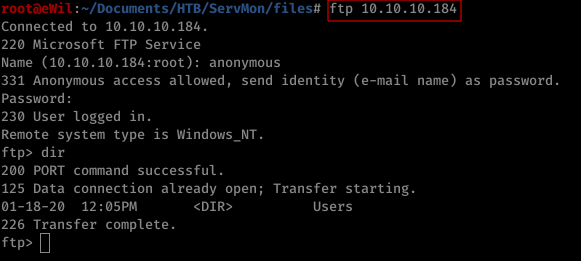 root@eWil:~/Documents/HTB/ServMon/files# ftp 10.10.10.184
Connected to 10.10.10.184.
220 Microsoft FTP Service
Name (10.10.10.184:root): anonymous
331 Anonymous access allowed, send identity (e-mail name) as password.
Password:
230 User logged in.
Remote system type is Windows_NT.
ftp> dir
200 PORT command successful.
125 Data connection already open; Transfer starting.
01-18-20  12:05PM       <DIR>          Users
226 Transfer complete.
ftp>